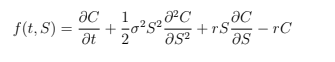 f(t, S) = ∂C/∂t + 1/2 σ²S² ∂²C/∂S² + rS ∂C/∂S − rC